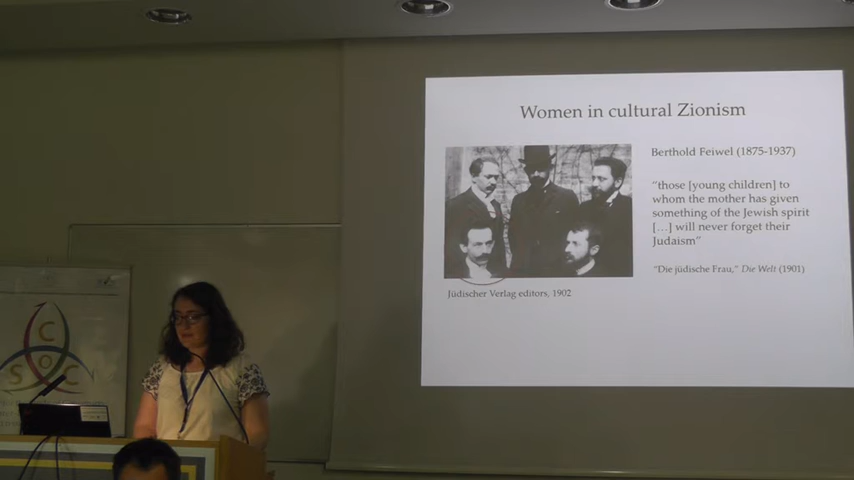 Women in cultural Zionism
Berthold Feiwel (1875-1937)
“those [young children] to
whom the mother has given
something of the Jewish spirit
[…] will never forget their
Judaism”
“Die jüdische Frau,” Die Welt (1901)
Jüdischer Verlag editors, 1902
C
O
S C